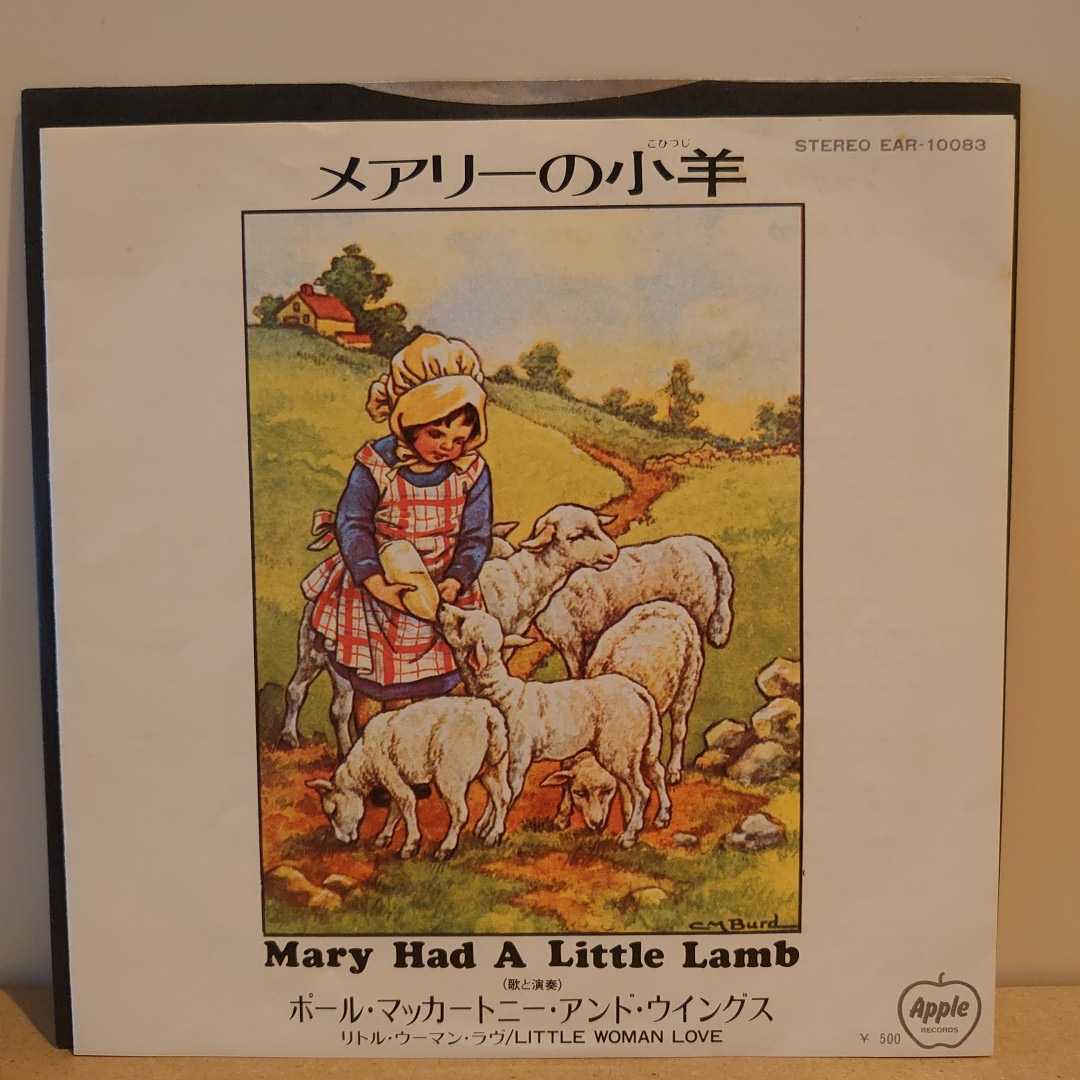 STEREO EAR-10083
こひつじ
メアリーの小羊
CMBurd
Mary Had A Little Lamb
(歌と演奏)
ポール・マッカートニー・アンド・ウイングス
リトル・ウーマン・ラヴ/LITTLE WOMAN LOVE
¥ 500
Apple
RECORDS